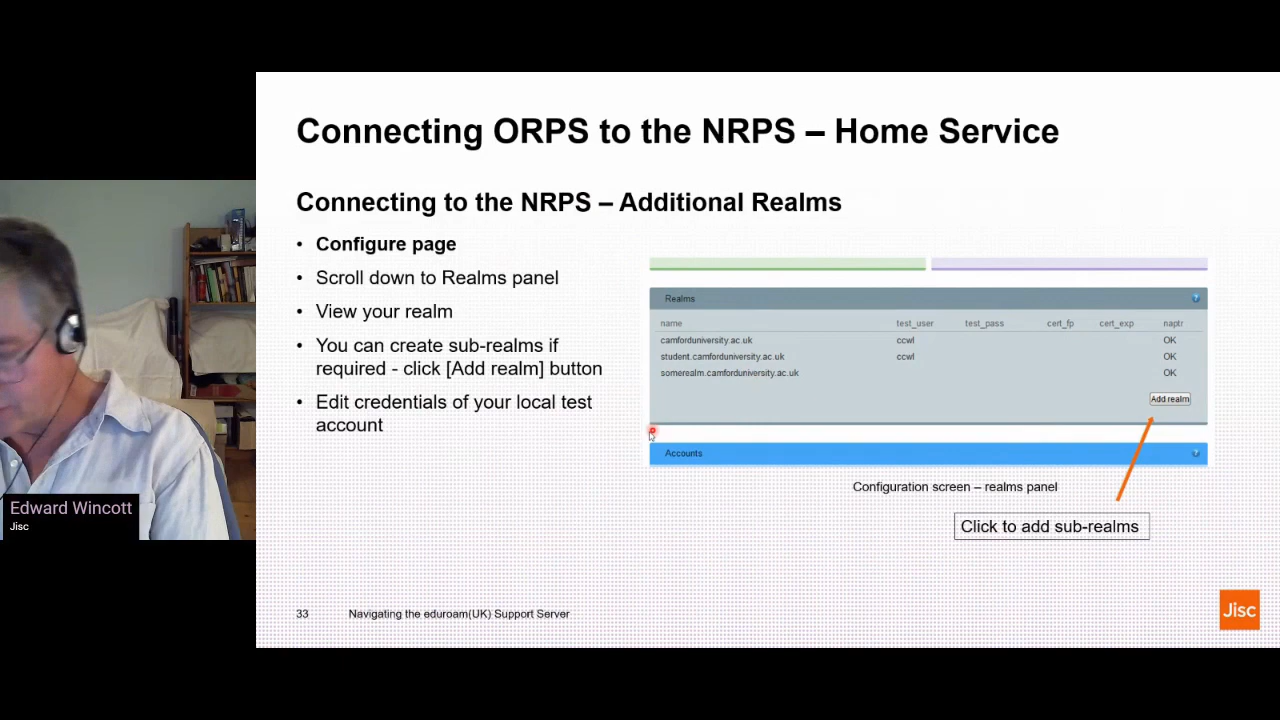 Connecting ORPS to the NRPS – Home Service
Connecting to the NRPS – Additional Realms
• Configure page
• Scroll down to Realms panel
• View your realm
• You can create sub-realms if
required - click [Add realm] button
• Edit credentials of your local test
account
Realms
name test_user test_pass cert_fp cert_exp naptr
camforduniversity.ac.uk ccwl OK
student.camforduniversity.ac.uk ccwl OK
somerealm.camforduniversity.ac.uk OK
Add realm
Accounts
Configuration screen – realms panel
Click to add sub-realms
Edward Wincott
Jisc
33 Navigating the eduroam(UK) Support Server
Jisc